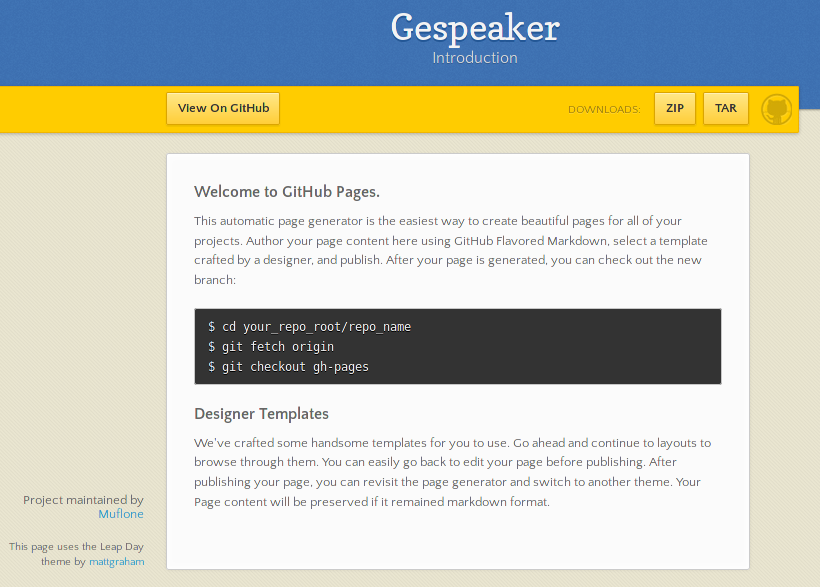 Gespeaker
Introduction
View On GitHub
DOWNLOADS:
ZIP
TAR
Welcome to GitHub Pages.
This automatic page generator is the easiest way to create beautiful pages for all of your
projects. Author your page content here using GitHub Flavored Markdown, select a template
crafted by a designer, and publish. After your page is generated, you can check out the new
branch:
$ cd your_repo_root/repo_name
$ git fetch origin
$ git checkout gh-pages
Designer Templates
We've crafted some handsome templates for you to use. Go ahead and continue to layouts to
browse through them. You can easily go back to edit your page before publishing. After
publishing your page, you can revisit the page generator and switch to another theme. Your
Page content will be preserved if it remained markdown format.
Project maintained by
Muflone
This page uses the Leap Day
theme by mattgraham